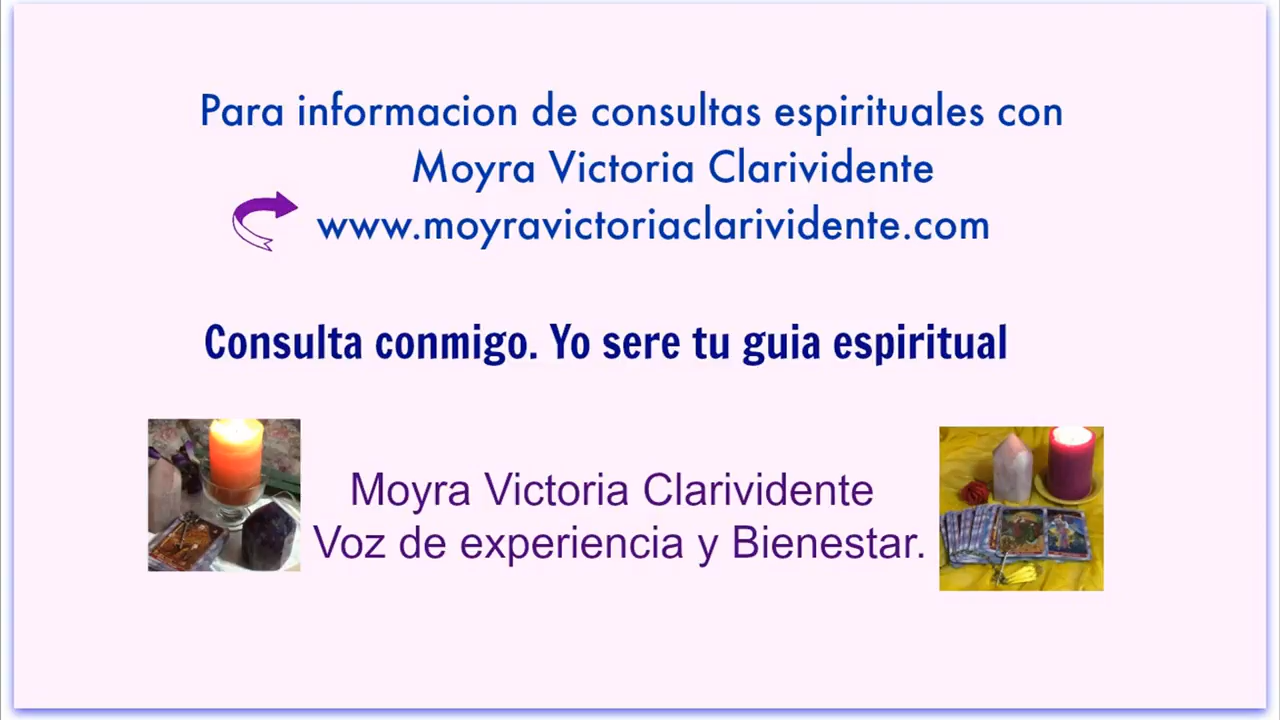 Para informacion de consultas espirituales con
Moyra Victoria Clarividente
www.moyravictoriaclarividente.com
Consulta conmigo. Yo sere tu guia espiritual
Moyra Victoria Clarividente
Voz de experiencia y Bienestar.